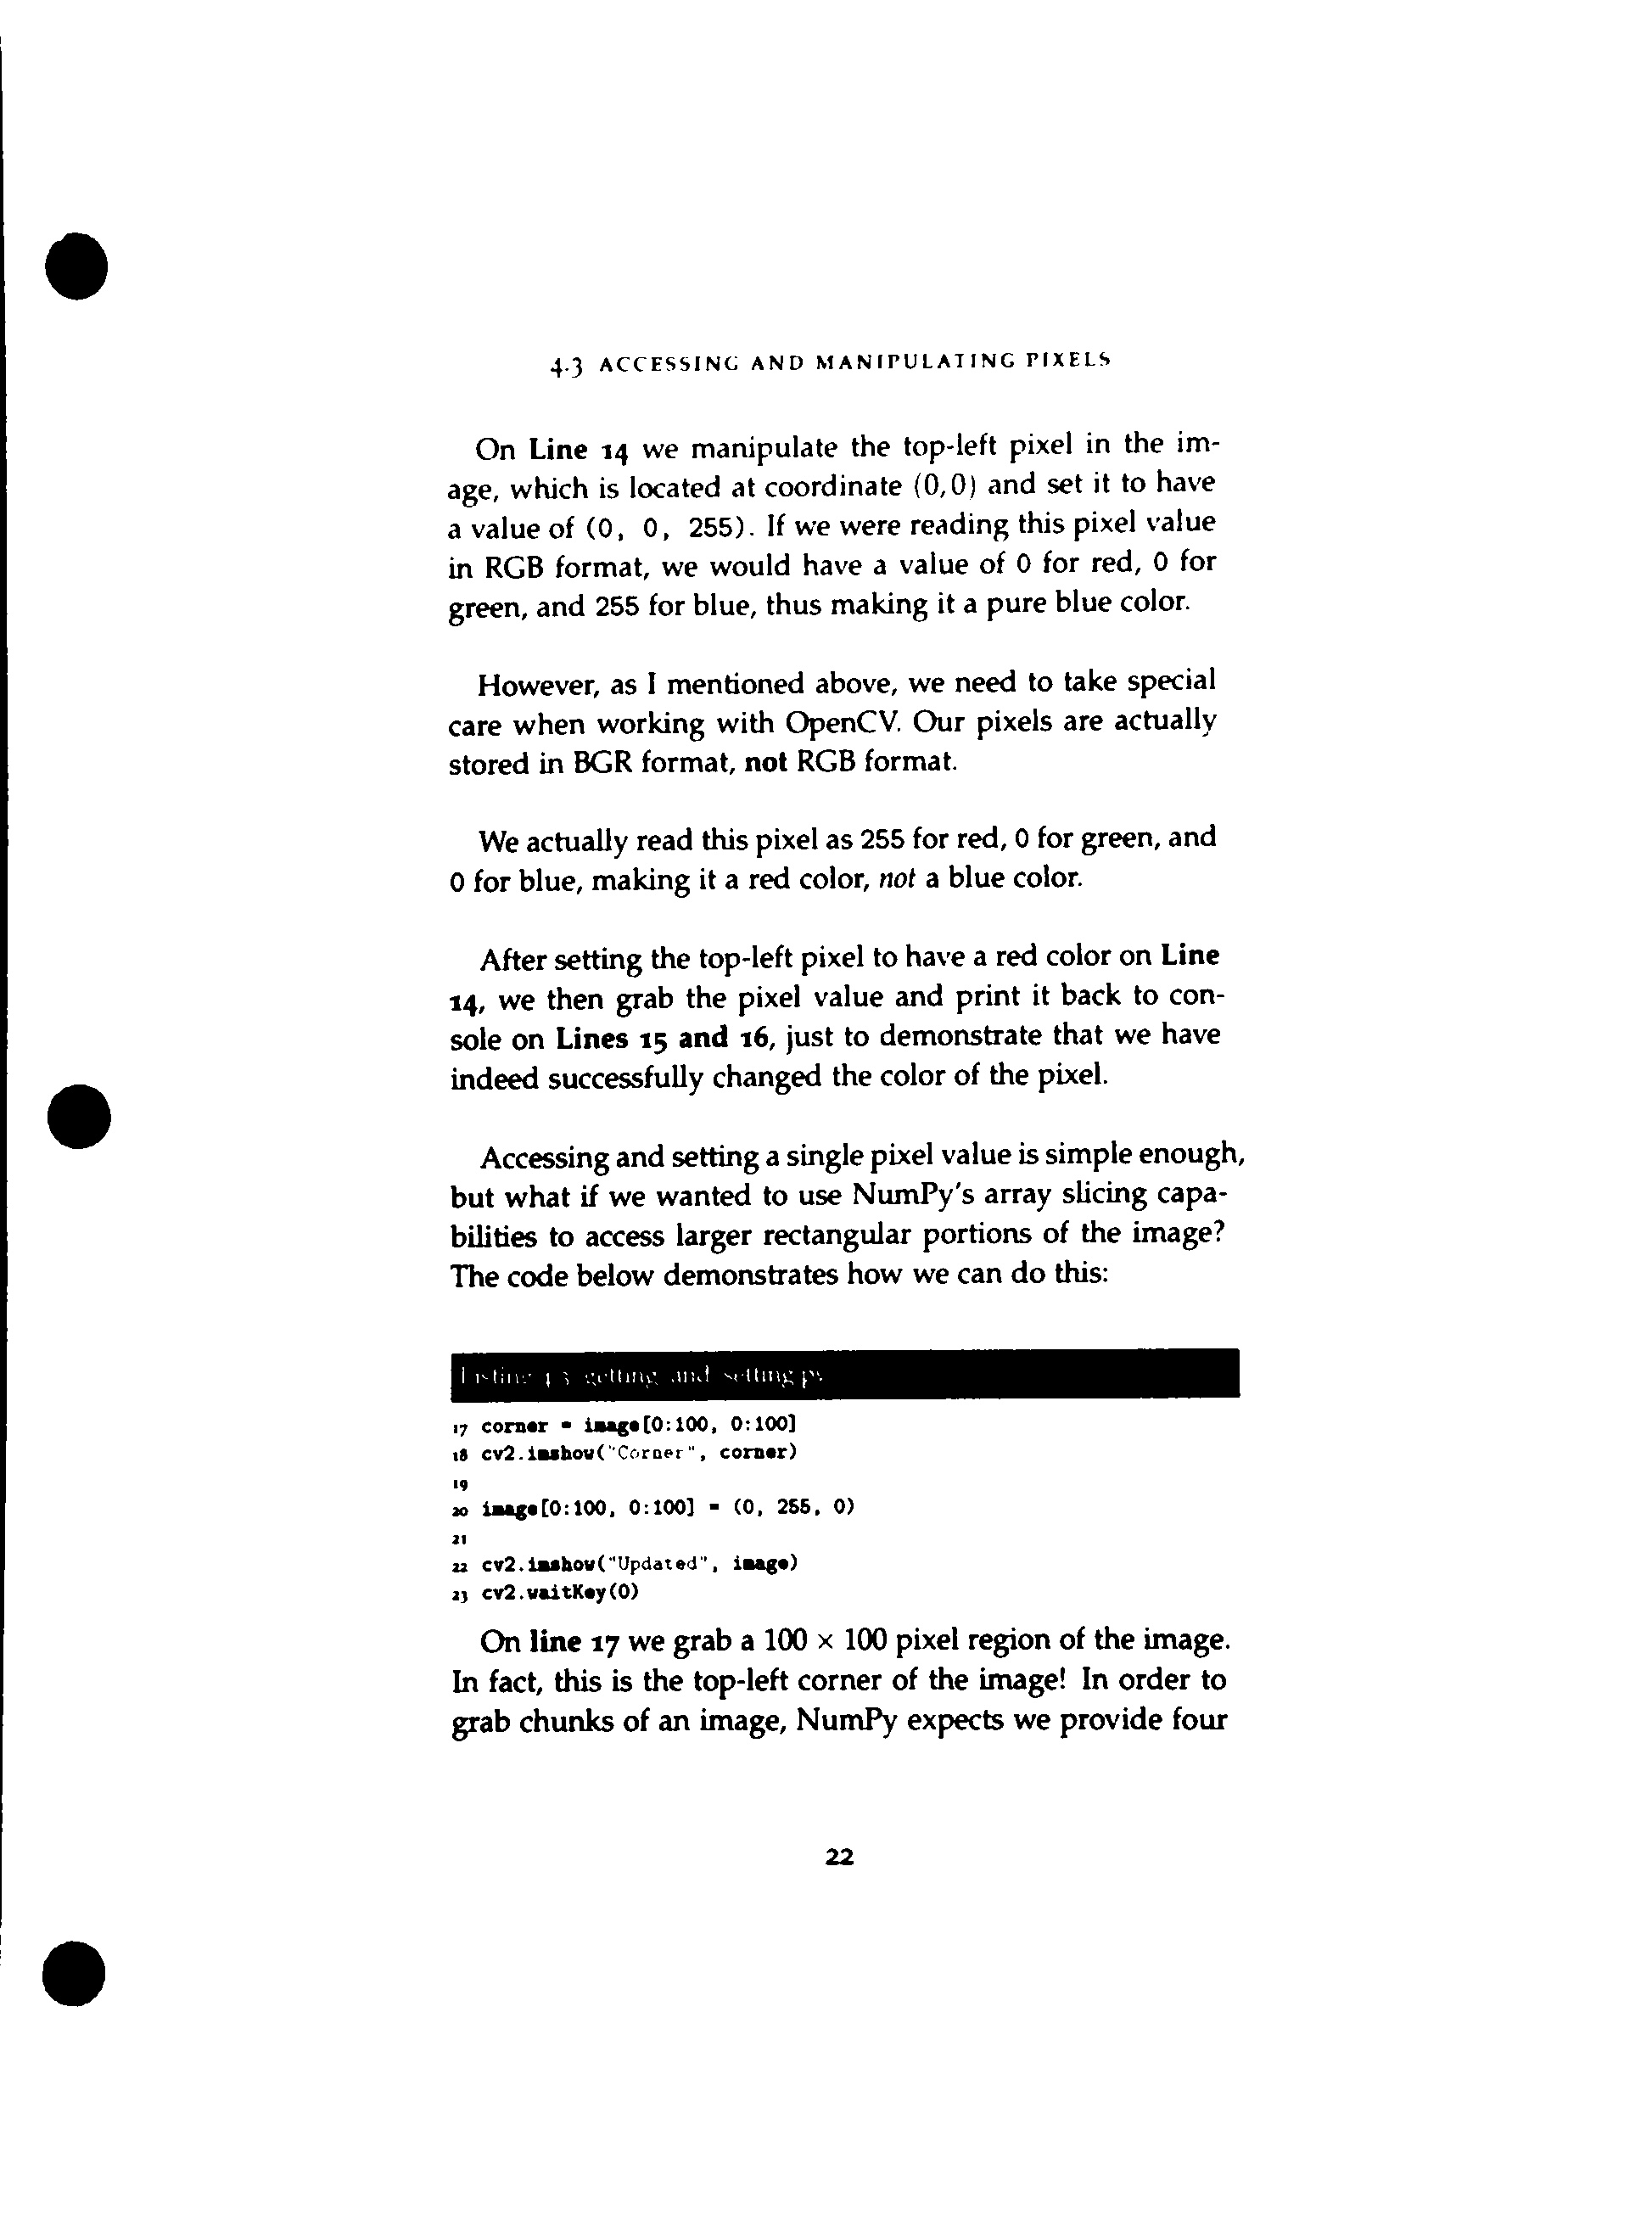 4.3 ACCESSING AND MANIPULATING PIXELS
On Line 14 we manipulate the top-left pixel in the im-
age, which is located at coordinate (0,0) and set it to have
a value of (0, 0, 255). If we were reading this pixel value
in RGB format, we would have a value of 0 for red, 0 for
green, and 255 for blue, thus making it a pure blue color.
However, as I mentioned above, we need to take special
care when working with OpenCV. Our pixels are actually
stored in BGR format, not RGB format.
We actually read this pixel as 255 for red, 0 for green, and
0 for blue, making it a red color, not a blue color.
After setting the top-left pixel to have a red color on Line
14, we then grab the pixel value and print it back to con-
sole on Lines 15 and 16, just to demonstrate that we have
indeed successfully changed the color of the pixel.
Accessing and setting a single pixel value is simple enough,
but what if we wanted to use NumPy's array slicing capa-
bilities to access larger rectangular portions of the image?
The code below demonstrates how we can do this:
Listing 4.3 getting and setting.py
17 corner = image[0:100, 0:100]
18 cv2.imshow("Corner", corner)
19
20 image[0:100, 0:100] = (0, 255, 0)
21
22 cv2.imshow("Updated", image)
23 cv2.waitKey(0)
On line 17 we grab a 100 × 100 pixel region of the image.
In fact, this is the top-left corner of the image! In order to
grab chunks of an image, NumPy expects we provide four
22